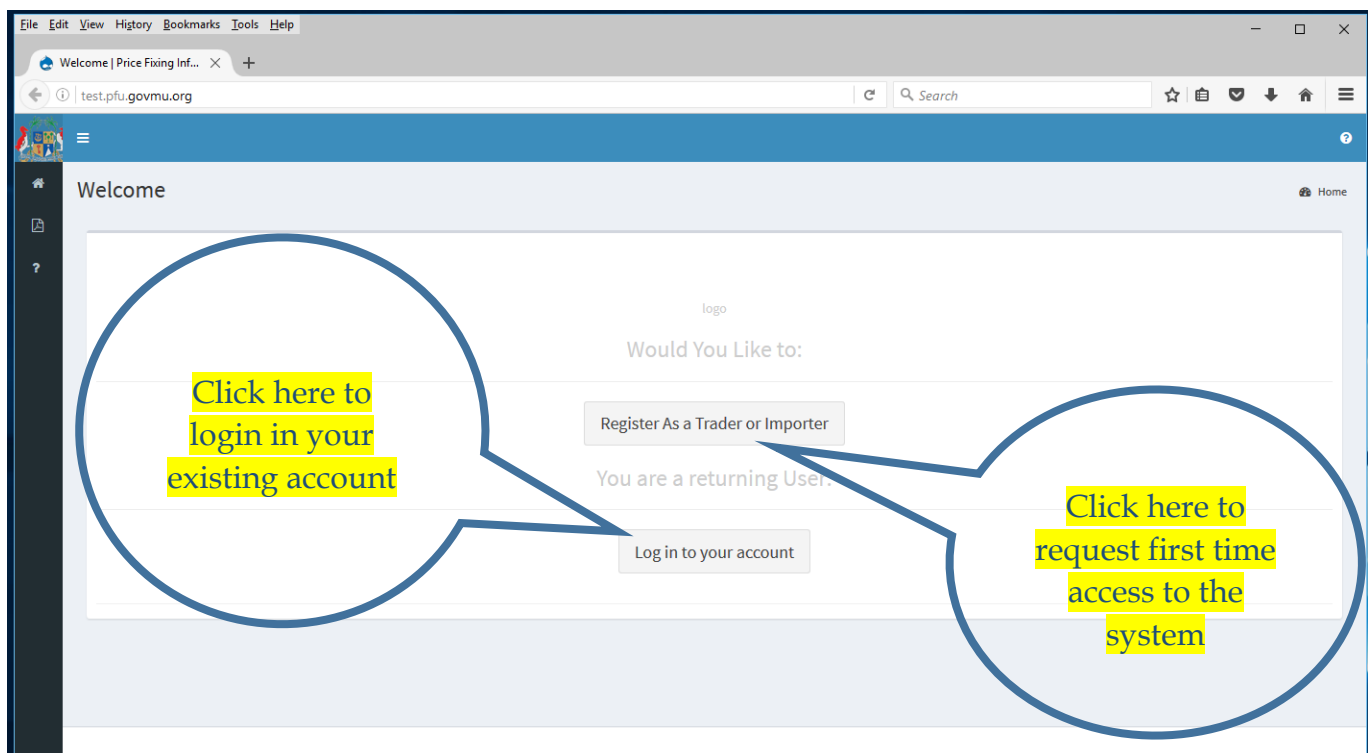 File Edit View History Bookmarks Tools Help
Welcome | Price Fixing Inf...
test.pfu.govmu.org
Search
Welcome
Home
logo
Would You Like to:
Click here to
login in your
existing account
Register As a Trader or Importer
You are a returning User.
Click here to
request first time
access to the
system
Log in to your account